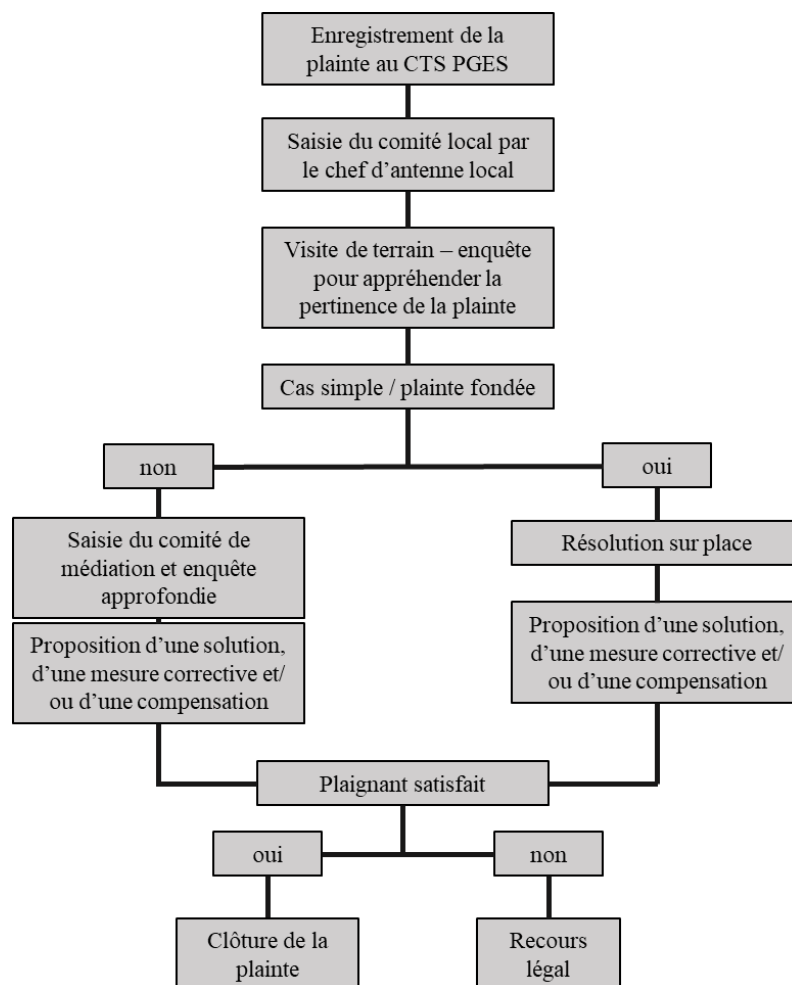 Enregistrement de la
plainte au CTS PGES
Saisie du comité local par
le chef d’antenne local
Visite de terrain – enquête
pour appréhender la
pertinence de la plainte
Cas simple / plainte fondée
non
oui
Saisie du comité de
médiation et enquête
approfondie
Résolution sur place
Proposition d’une solution,
d’une mesure corrective et/
ou d’une compensation
Proposition d’une solution,
d’une mesure corrective et/
ou d’une compensation
Plaignant satisfait
oui
non
Clôture de la
plainte
Recours
légal